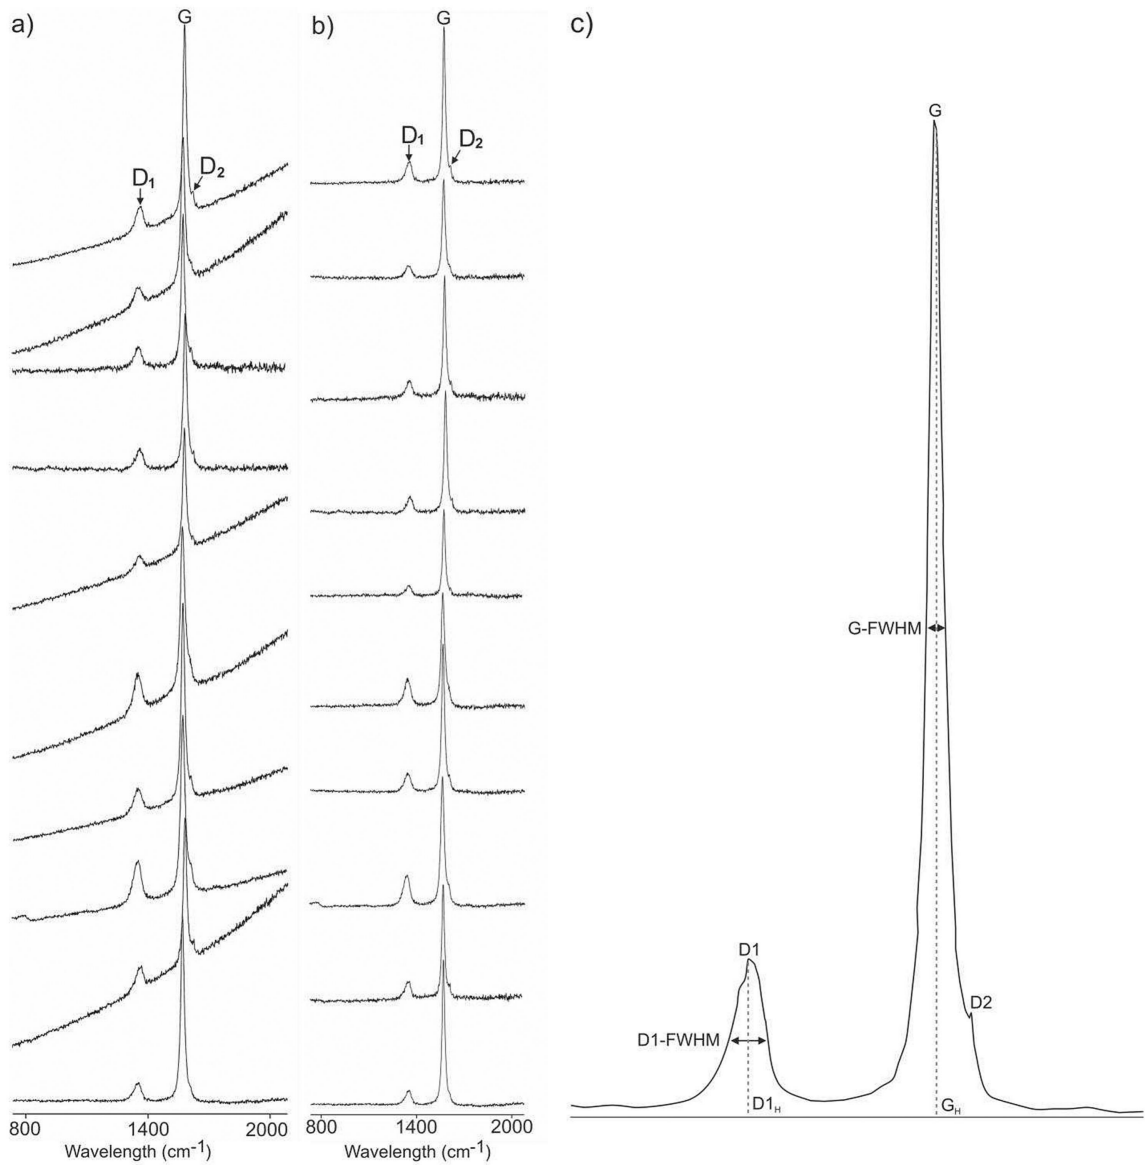 a)
G
D₁
D₂
800
1400
2000
Wavelength (cm⁻¹)
b)
G
D₁
D₂
800
1400
2000
Wavelength (cm⁻¹)
c)
G
G-FWHM
D1
D2
D1-FWHM
D1H
GH